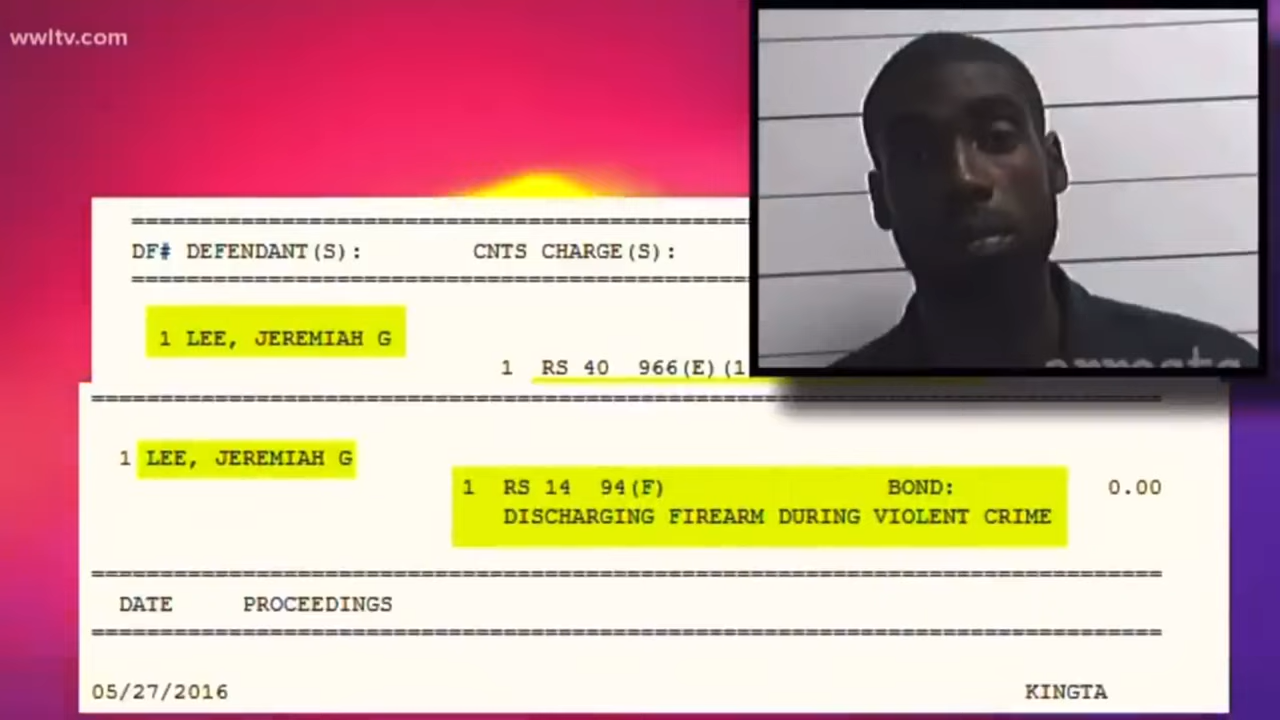 wwltv.com
DF# DEFENDANT(S): CNTS CHARGE(S):
1 LEE, JEREMIAH G
1 RS 40 966(E)(1
1 LEE, JEREMIAH G
1 RS 14 94(F) BOND: 0.00
DISCHARGING FIREARM DURING VIOLENT CRIME
DATE PROCEEDINGS
05/27/2016 KINGTA